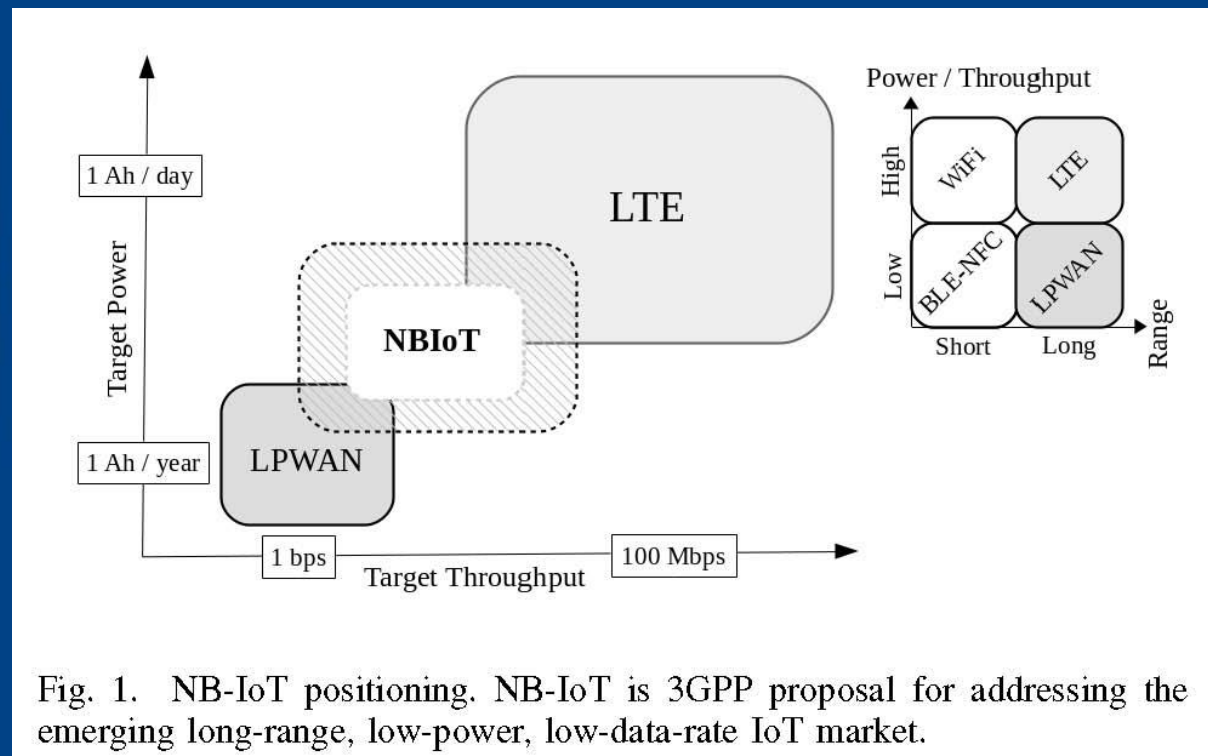 Power / Throughput
1 Ah / day
Target Power
1 Ah / year
LTE
NBIoT
LPWAN
1 bps
Target Throughput
100 Mbps
High
Low
WiFi
LTE
BLE-NFC
LPWAN
Short
Long
Range
Fig. 1. NB-IoT positioning. NB-IoT is 3GPP proposal for addressing the
emerging long-range, low-power, low-data-rate IoT market.